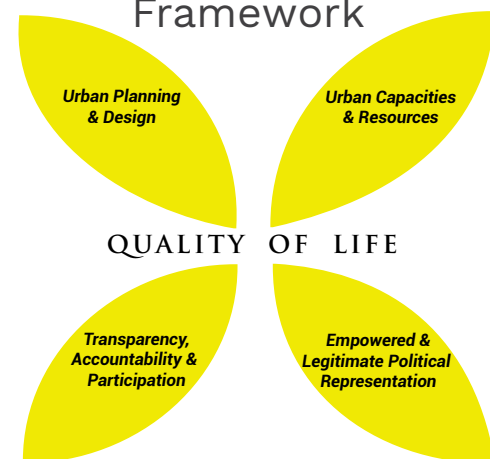 Framework
Urban Planning
& Design
Urban Capacities
& Resources
QUALITY OF LIFE
Transparency,
Accountability &
Participation
Empowered &
Legitimate Political
Representation